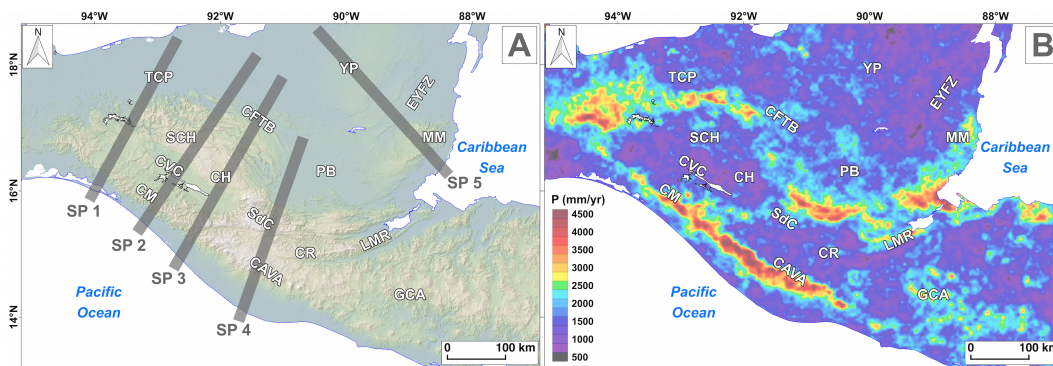 94°W
92°W
90°W
88°W
N
A
18°N
16°N
14°N
TCP
YP
EYFZ
CFTB
SCH
MM
Caribbean
Sea
CVC
CH
PB
CM
SP 5
SP 1
SdC
SP 2
CR
LMR
SP 3
CAVA
GCA
Pacific
Ocean
SP 4
0 100 km
94°W
92°W
90°W
88°W
N
B
TCP
YP
EYFZ
CFTB
SCH
MM
Caribbean
Sea
CVC
CH
PB
CM
P (mm/yr)
4500
4000
3500
3000
2500
2000
1500
1000
500
SdC
CR
LMR
CAVA
GCA
Pacific
Ocean
0 100 km